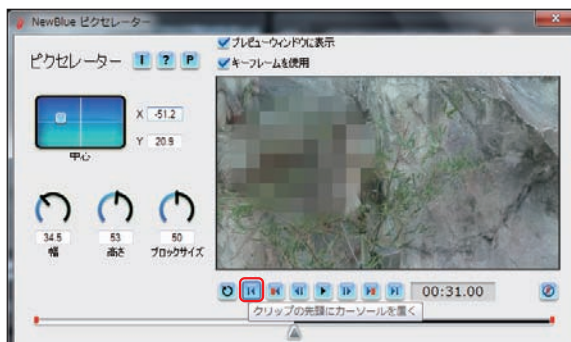 NewBlue ピクセレーター
ピクセレーター I ? P
プレビューウィンドウに表示
キーフレームを使用
X -51.2
Y 20.8
中心
34.5 53 50
幅 高さ ブロックサイズ
00:31.00
クリップの先頭にカーソールを置く